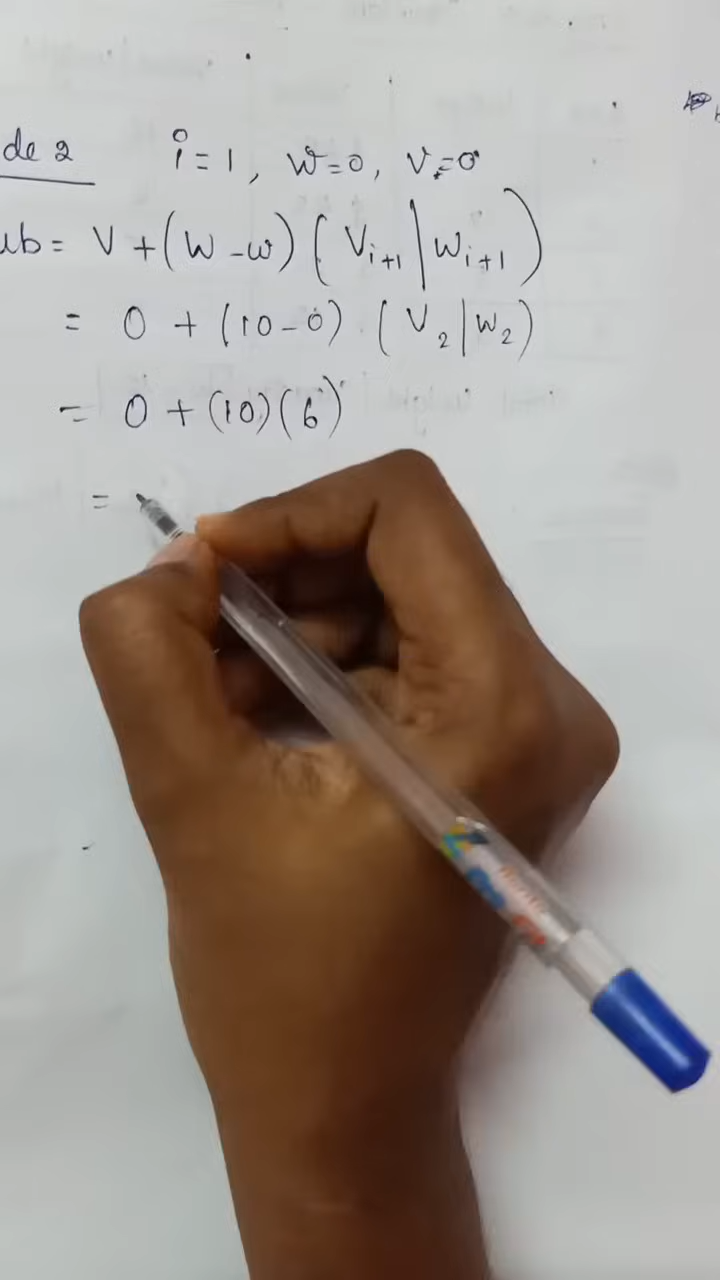 de 2 i=1, w=0, v=0
ub= V+(W-w)(Vi+1|wi+1)
= 0 + (10-0) (V2|w2)
= 0 + (10)(6)
=